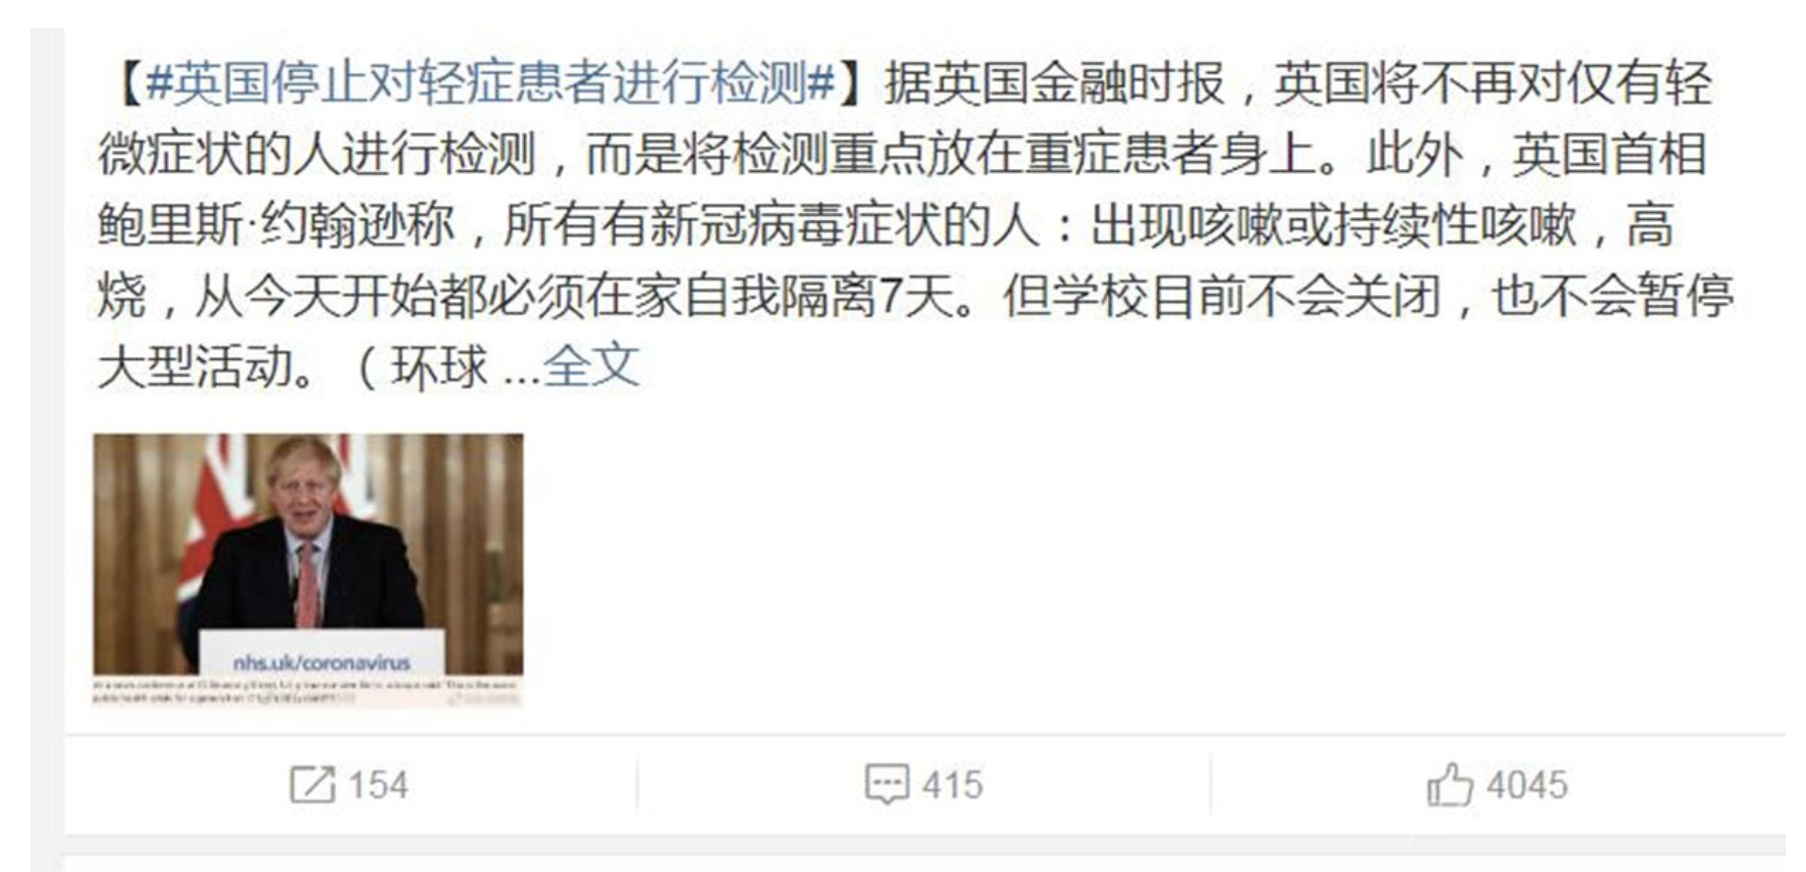 【#英国停止对轻症患者进行检测#】据英国金融时报，英国将不再对仅有轻
微症状的人进行检测，而是将检测重点放在重症患者身上。此外，英国首相
鲍里斯·约翰逊称，所有有新冠病毒症状的人：出现咳嗽或持续性咳嗽，高
烧，从今天开始都必须在家自我隔离7天。但学校目前不会关闭，也不会暂停
大型活动。（环球 ...全文
nhs.uk/coronavirus
154
415
4045